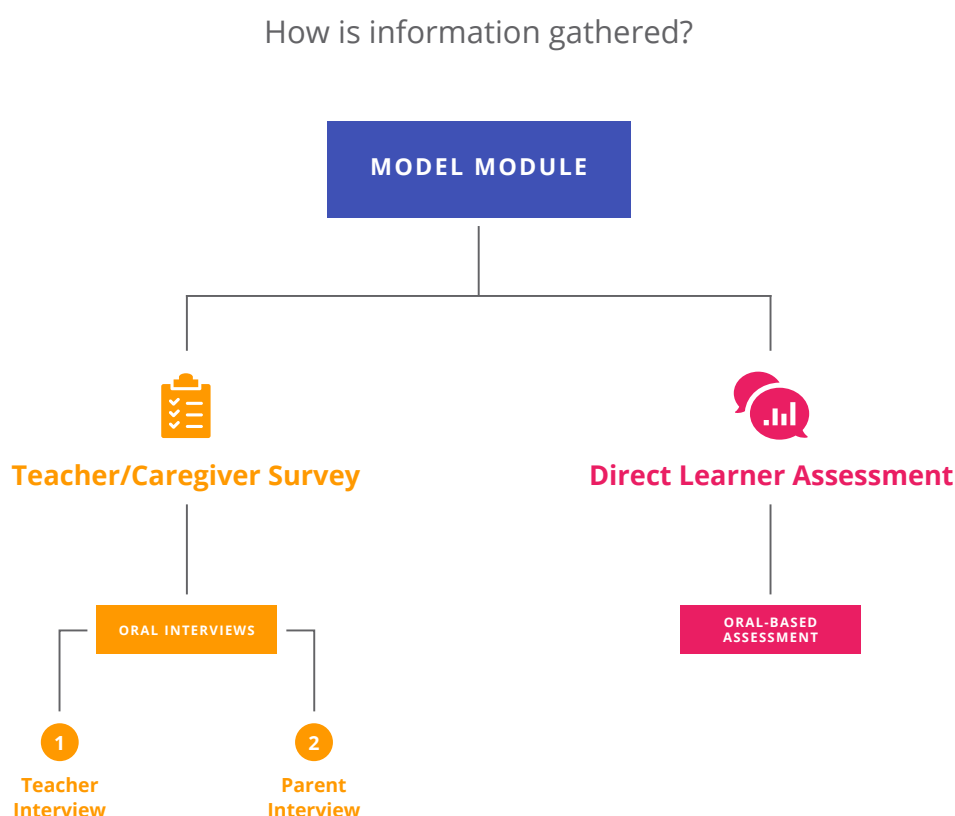 How is information gathered?
MODEL MODULE
Teacher/Caregiver Survey
Direct Learner Assessment
ORAL INTERVIEWS
ORAL-BASED
ASSESSMENT
1
2
Teacher
Interview
Parent
Interview